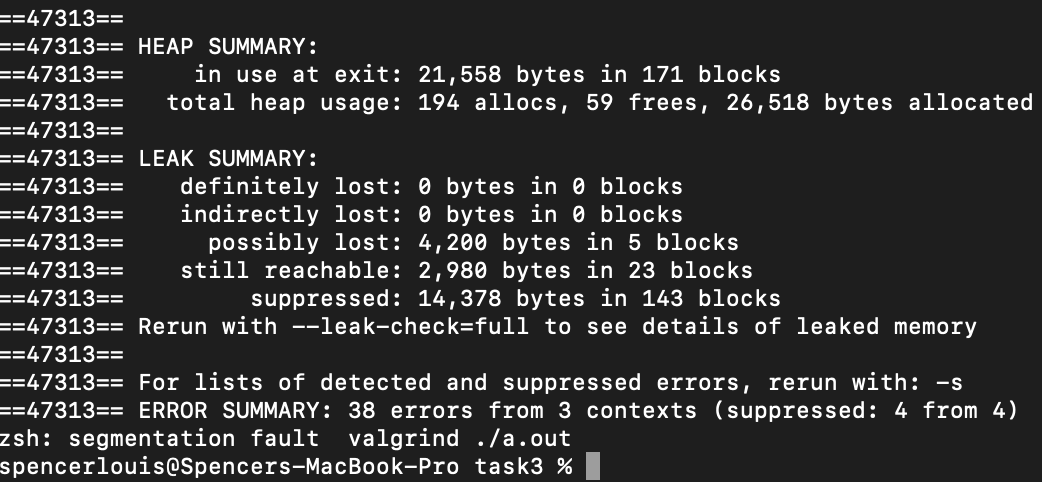 ==47313==
==47313== HEAP SUMMARY:
==47313==     in use at exit: 21,558 bytes in 171 blocks
==47313==   total heap usage: 194 allocs, 59 frees, 26,518 bytes allocated
==47313==
==47313== LEAK SUMMARY:
==47313==    definitely lost: 0 bytes in 0 blocks
==47313==    indirectly lost: 0 bytes in 0 blocks
==47313==      possibly lost: 4,200 bytes in 5 blocks
==47313==    still reachable: 2,980 bytes in 23 blocks
==47313==         suppressed: 14,378 bytes in 143 blocks
==47313== Rerun with --leak-check=full to see details of leaked memory
==47313==
==47313== For lists of detected and suppressed errors, rerun with: -s
==47313== ERROR SUMMARY: 38 errors from 3 contexts (suppressed: 4 from 4)
zsh: segmentation fault  valgrind ./a.out
spencerlouis@Spencers-MacBook-Pro task3 %